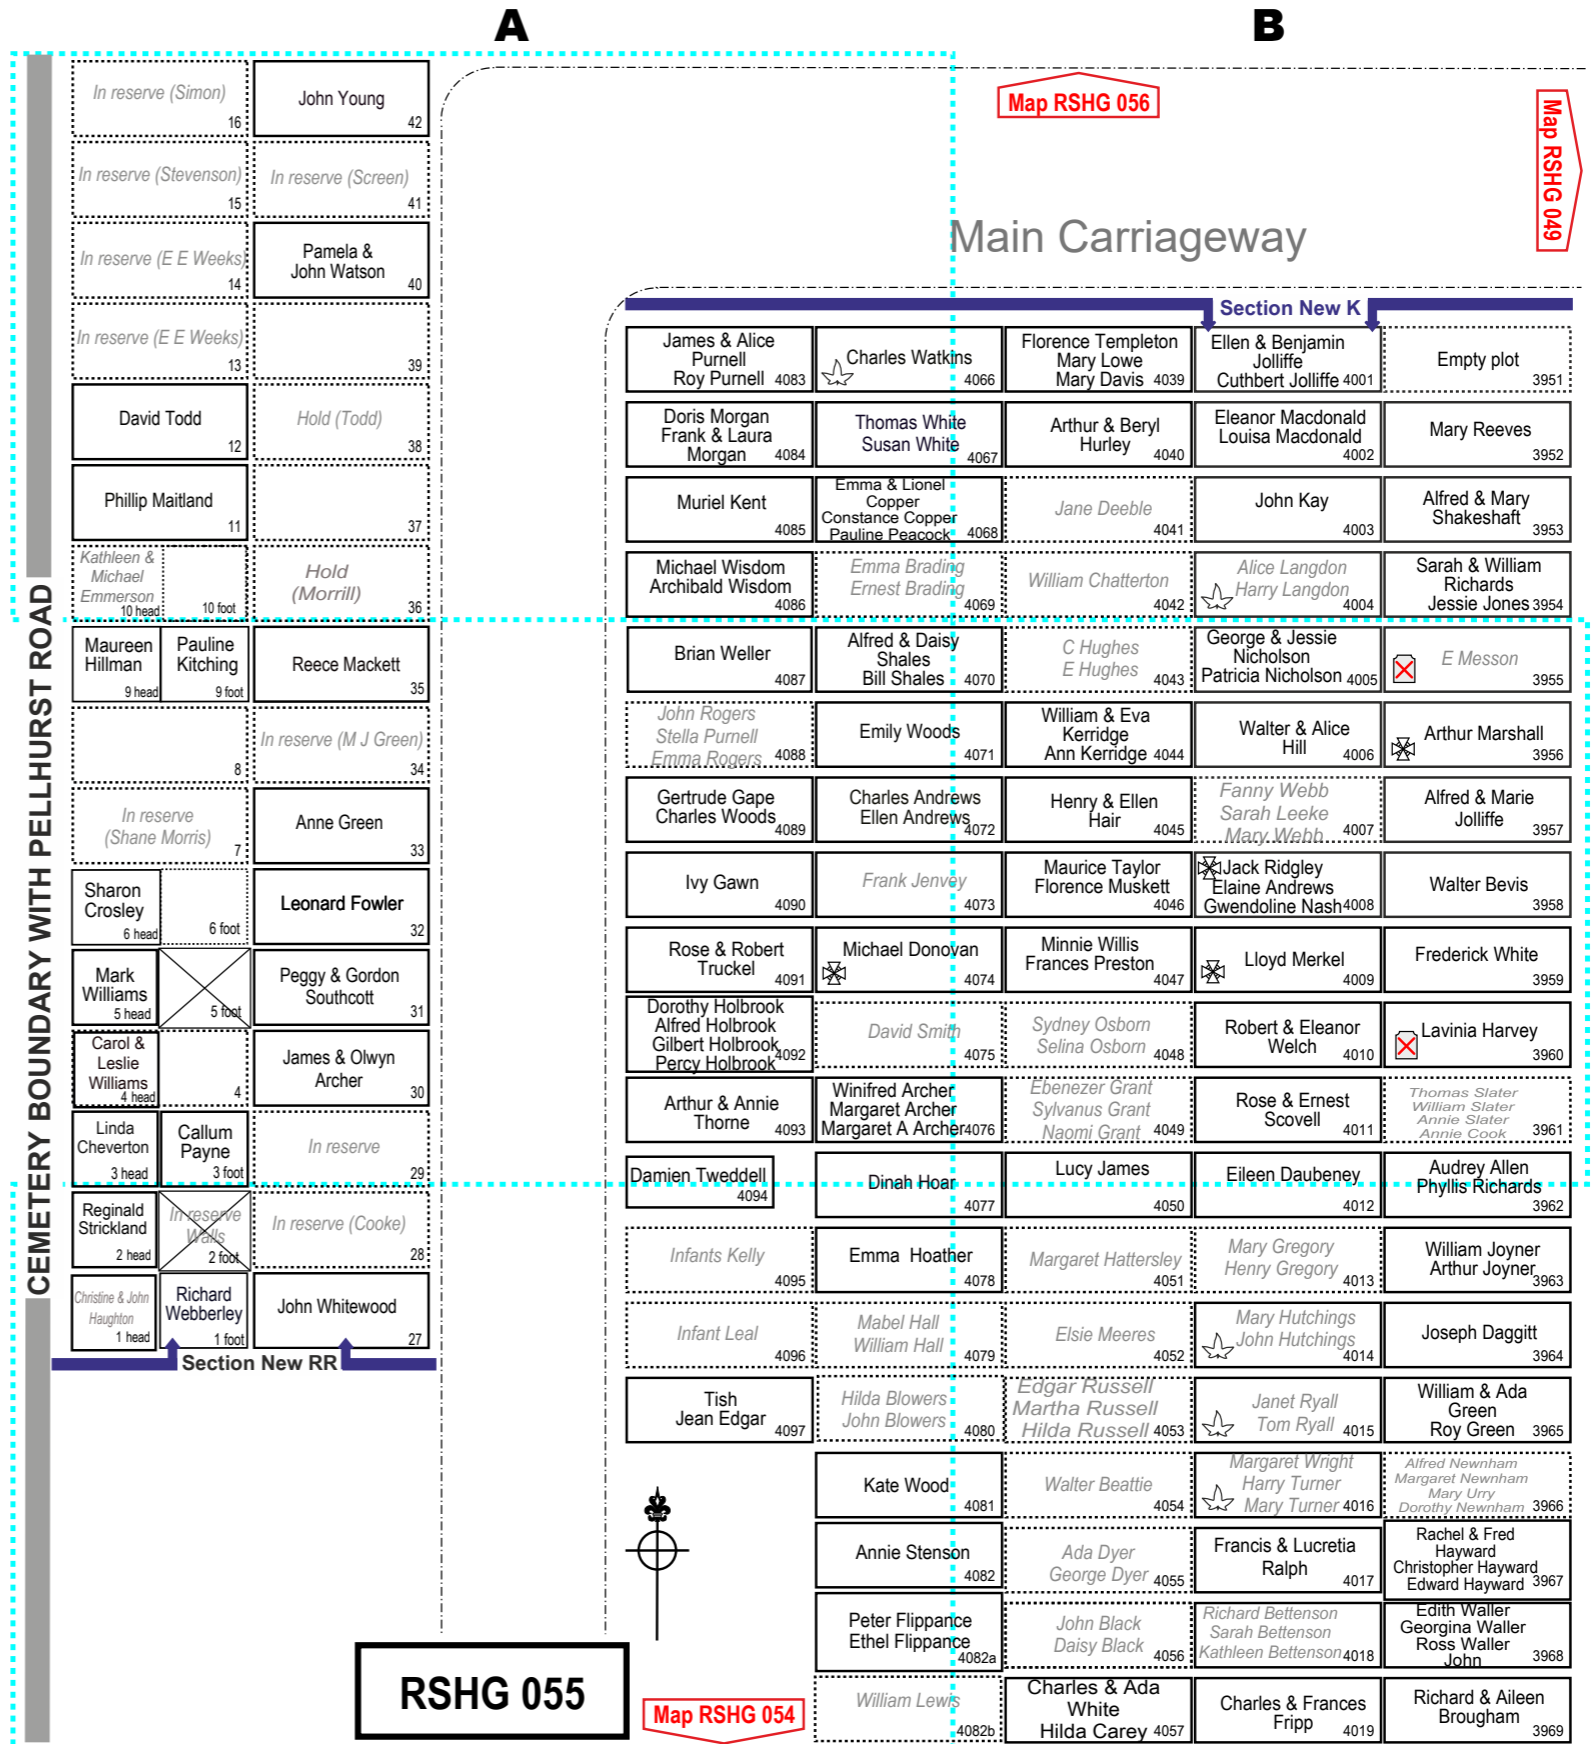 A
B
Map RSHG 056
Map RSHG 049
Main Carriageway
CEMETERY BOUNDARY WITH PELLHURST ROAD
In reserve (Simon)
16
John Young
42
In reserve (Stevenson)
15
In reserve (Screen)
41
In reserve (E E Weeks)
14
Pamela &
John Watson
40
In reserve (E E Weeks)
13
39
David Todd
12
Hold (Todd)
38
Phillip Maitland
11
37
Kathleen &
Michael
Emmerson
10 head
10 foot
Hold
(Morrill)
36
Maureen
Hillman
9 head
Pauline
Kitching
9 foot
Reece Mackett
35
8
In reserve (M J Green)
34
In reserve
(Shane Morris)
7
Anne Green
33
Sharon
Crosley
6 head
6 foot
Leonard Fowler
32
Mark
Williams
5 head
5 foot
Peggy & Gordon
Southcott
31
Carol &
Leslie
Williams
4 head
4
James & Olwyn
Archer
30
Linda
Cheverton
3 head
Callum
Payne
3 foot
In reserve
29
Reginald
Strickland
2 head
In reserve
Walls
2 foot
In reserve (Cooke)
28
Christine & John
Haughton
1 head
Richard
Webberley
1 foot
John Whitewood
27
Section New RR
Section New K
James & Alice
Purnell
Roy Purnell 4083
Charles Watkins
4066
Florence Templeton
Mary Lowe
Mary Davis 4039
Ellen & Benjamin
Jolliffe
Cuthbert Jolliffe 4001
Empty plot
3951
Doris Morgan
Frank & Laura
Morgan 4084
Thomas White
Susan White
4067
Arthur & Beryl
Hurley
4040
Eleanor Macdonald
Louisa Macdonald
4002
Mary Reeves
3952
Muriel Kent
4085
Emma & Lionel
Copper
Constance Copper
Pauline Peacock 4068
Jane Deeble
4041
John Kay
4003
Alfred & Mary
Shakeshaft
3953
Michael Wisdom
Archibald Wisdom
4086
Emma Brading
Ernest Brading
4069
William Chatterton
4042
Alice Langdon
Harry Langdon
4004
Sarah & William
Richards
Jessie Jones 3954
Brian Weller
4087
Alfred & Daisy
Shales
Bill Shales 4070
C Hughes
E Hughes
4043
George & Jessie
Nicholson
Patricia Nicholson 4005
E Messon
3955
John Rogers
Stella Purnell
Emma Rogers 4088
Emily Woods
4071
William & Eva
Kerridge
Ann Kerridge 4044
Walter & Alice
Hill
4006
Arthur Marshall
3956
Gertrude Gape
Charles Woods
4089
Charles Andrews
Ellen Andrews
4072
Henry & Ellen
Hair
4045
Fanny Webb
Sarah Leeke
Mary Webb 4007
Alfred & Marie
Jolliffe
3957
Ivy Gawn
4090
Frank Jenvey
4073
Maurice Taylor
Florence Muskett
4046
Jack Ridgley
Elaine Andrews
Gwendoline Nash 4008
Walter Bevis
3958
Rose & Robert
Truckel
4091
Michael Donovan
4074
Minnie Willis
Frances Preston
4047
Lloyd Merkel
4009
Frederick White
3959
Dorothy Holbrook
Alfred Holbrook
Gilbert Holbrook
Percy Holbrook 4092
David Smith
4075
Sydney Osborn
Selina Osborn
4048
Robert & Eleanor
Welch
4010
Lavinia Harvey
3960
Arthur & Annie
Thorne
4093
Winifred Archer
Margaret Archer
Margaret A Archer 4076
Ebenezer Grant
Sylvanus Grant
Naomi Grant 4049
Rose & Ernest
Scovell
4011
Thomas Slater
William Slater
Annie Slater
Annie Cook 3961
Damien Tweddell
4094
Dinah Hoar
4077
Lucy James
4050
Eileen Daubeney
4012
Audrey Allen
Phyllis Richards
3962
Infants Kelly
4095
Emma Hoather
4078
Margaret Hattersley
4051
Mary Gregory
Henry Gregory
4013
William Joyner
Arthur Joyner
3963
Infant Leal
4096
Mabel Hall
William Hall
4079
Elsie Meeres
4052
Mary Hutchings
John Hutchings
4014
Joseph Daggitt
3964
Tish
Jean Edgar
4097
Hilda Blowers
John Blowers
4080
Edgar Russell
Martha Russell
Hilda Russell 4053
Janet Ryall
Tom Ryall
4015
William & Ada
Green
Roy Green 3965
Kate Wood
4081
Walter Beattie
4054
Margaret Wright
Harry Turner
Mary Turner 4016
Alfred Newnham
Margaret Newnham
Mary Urry
Dorothy Newnham 3966
Annie Stenson
4082
Ada Dyer
George Dyer
4055
Francis & Lucretia
Ralph
4017
Rachel & Fred
Hayward
Christopher Hayward
Edward Hayward 3967
Peter Flippance
Ethel Flippance
4082a
John Black
Daisy Black
4056
Richard Bettenson
Sarah Bettenson
Kathleen Bettenson 4018
Edith Waller
Georgina Waller
Ross Waller
John 3968
William Lewis
4082b
Charles & Ada
White
Hilda Carey 4057
Charles & Frances
Fripp
4019
Richard & Aileen
Brougham
3969
RSHG 055
Map RSHG 054